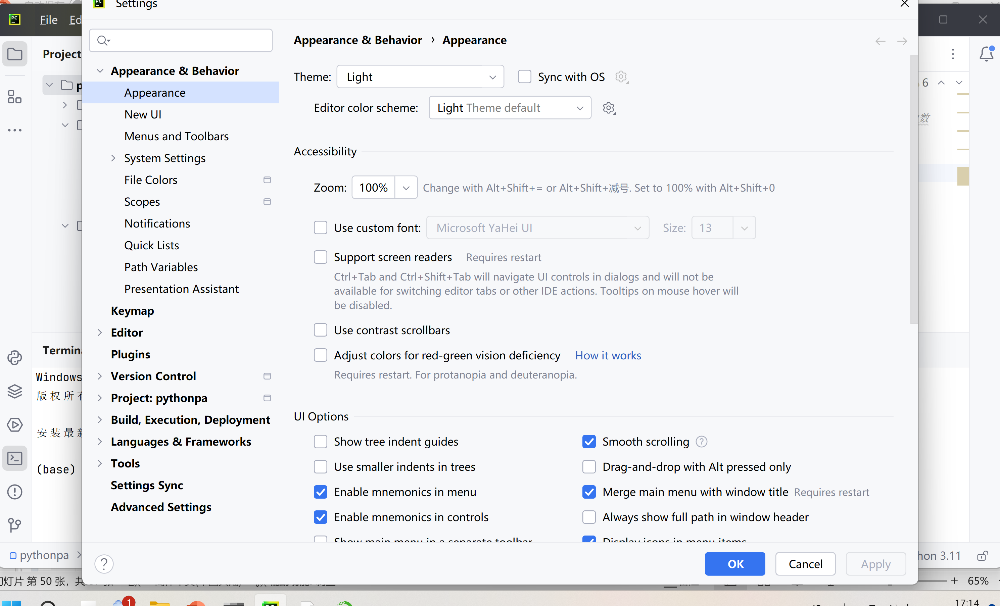 Settings
File
Project
Appearance & Behavior
Appearance
New UI
Menus and Toolbars
System Settings
File Colors
Scopes
Notifications
Quick Lists
Path Variables
Presentation Assistant
Keymap
Editor
Plugins
Version Control
Project: pythonpa
Build, Execution, Deployment
Languages & Frameworks
Tools
Settings Sync
Advanced Settings
Appearance & Behavior › Appearance
Theme: Light Sync with OS
Editor color scheme: Light Theme default
Accessibility
Zoom: 100% Change with Alt+Shift+= or Alt+Shift+减号. Set to 100% with Alt+Shift+0
Use custom font: Microsoft YaHei UI Size: 13
Support screen readers Requires restart
Ctrl+Tab and Ctrl+Shift+Tab will navigate UI controls in dialogs and will not be
available for switching editor tabs or other IDE actions. Tooltips on mouse hover will
be disabled.
Use contrast scrollbars
Adjust colors for red-green vision deficiency How it works
Requires restart. For protanopia and deuteranopia.
UI Options
Show tree indent guides Smooth scrolling ?
Use smaller indents in trees Drag-and-drop with Alt pressed only
Enable mnemonics in menu Merge main menu with window title Requires restart
Enable mnemonics in controls Always show full path in window header
Show main menu in a separate toolbar Display icons in menu items
? OK Cancel Apply
6
数
Windows
版权所有
安装最新
(base)
pythonpa
3.11
第 50 张，共
65%
1
17:14